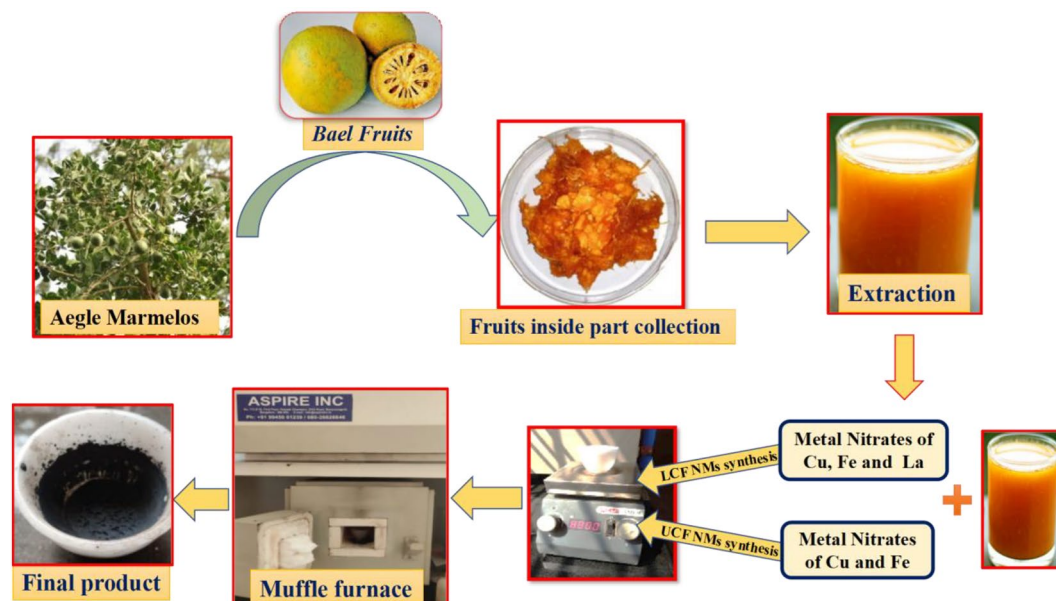 Bael Fruits
Aegle Marmelos
Fruits inside part collection
Extraction
Metal Nitrates of
Cu, Fe and La
LCF NMs synthesis
UCF NMs synthesis
Metal Nitrates
of Cu and Fe
ASPIRE INC
Muffle furnace
Final product